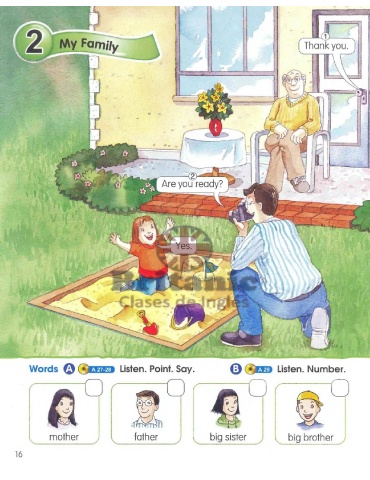 2 My Family
1
Thank you.
2
Are you ready?
Yes.
Botanic
Clases de Inglés
Words A A 27-28 Listen. Point. Say.
B A 29 Listen. Number.
mother
father
big sister
big brother
16